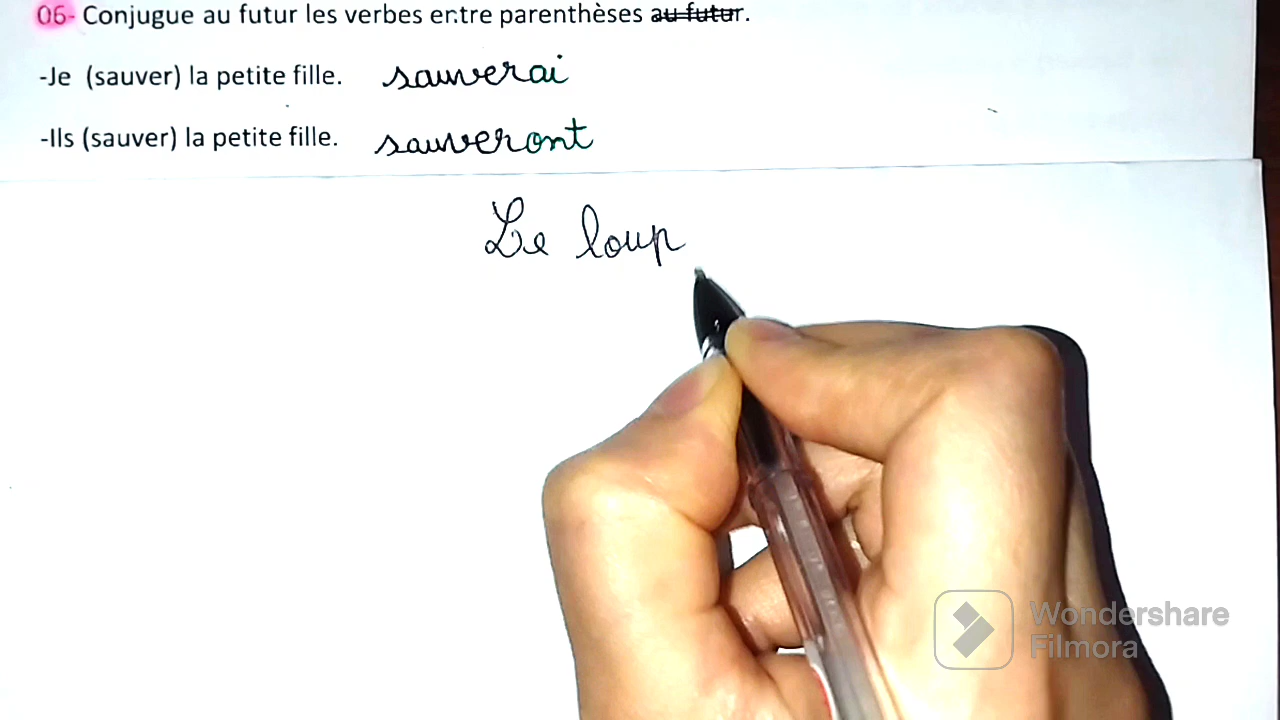 06- Conjugue au futur les verbes entre parenthèses au futur.
-Je (sauver) la petite fille. sauverai
-Ils (sauver) la petite fille. sauveront
Le loup
Wondershare
Filmora